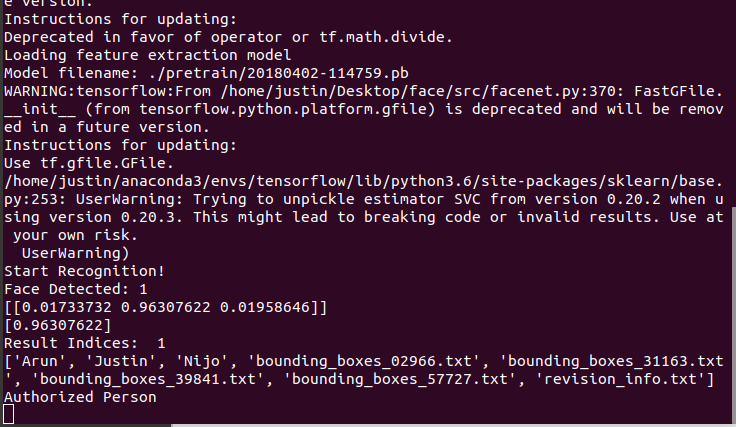 e version.
Instructions for updating:
Deprecated in favor of operator or tf.math.divide.
Loading feature extraction model
Model filename: ./pretrain/20180402-114759.pb
WARNING:tensorflow:From /home/justin/Desktop/face/src/facenet.py:370: FastGFile.
__init__ (from tensorflow.python.platform.gfile) is deprecated and will be remov
ed in a future version.
Instructions for updating:
Use tf.gfile.GFile.
/home/justin/anaconda3/envs/tensorflow/lib/python3.6/site-packages/sklearn/base.
py:253: UserWarning: Trying to unpickle estimator SVC from version 0.20.2 when u
sing version 0.20.3. This might lead to breaking code or invalid results. Use at
 your own risk.
  UserWarning)
Start Recognition!
Face Detected: 1
[[0.01733732 0.96307622 0.01958646]]
[0.96307622]
Result Indices:  1
['Arun', 'Justin', 'Nijo', 'bounding_boxes_02966.txt', 'bounding_boxes_31163.txt
', 'bounding_boxes_39841.txt', 'bounding_boxes_57727.txt', 'revision_info.txt']
Authorized Person